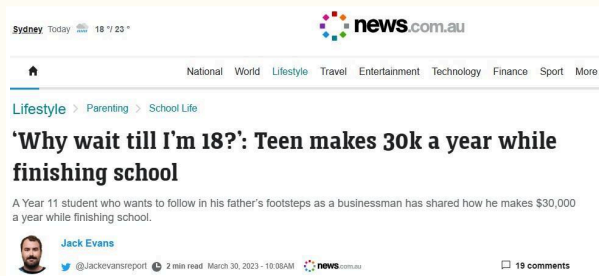 Sydney Today 18 °/ 23 °
news.com.au
National World Lifestyle Travel Entertainment Technology Finance Sport More
Lifestyle > Parenting > School Life
‘Why wait till I’m 18?’: Teen makes 30k a year while
finishing school
A Year 11 student who wants to follow in his father’s footsteps as a businessman has shared how he makes $30,000
a year while finishing school.
Jack Evans
@Jackevansreport 2 min read March 30, 2023 - 10:08AM news.com.au 19 comments